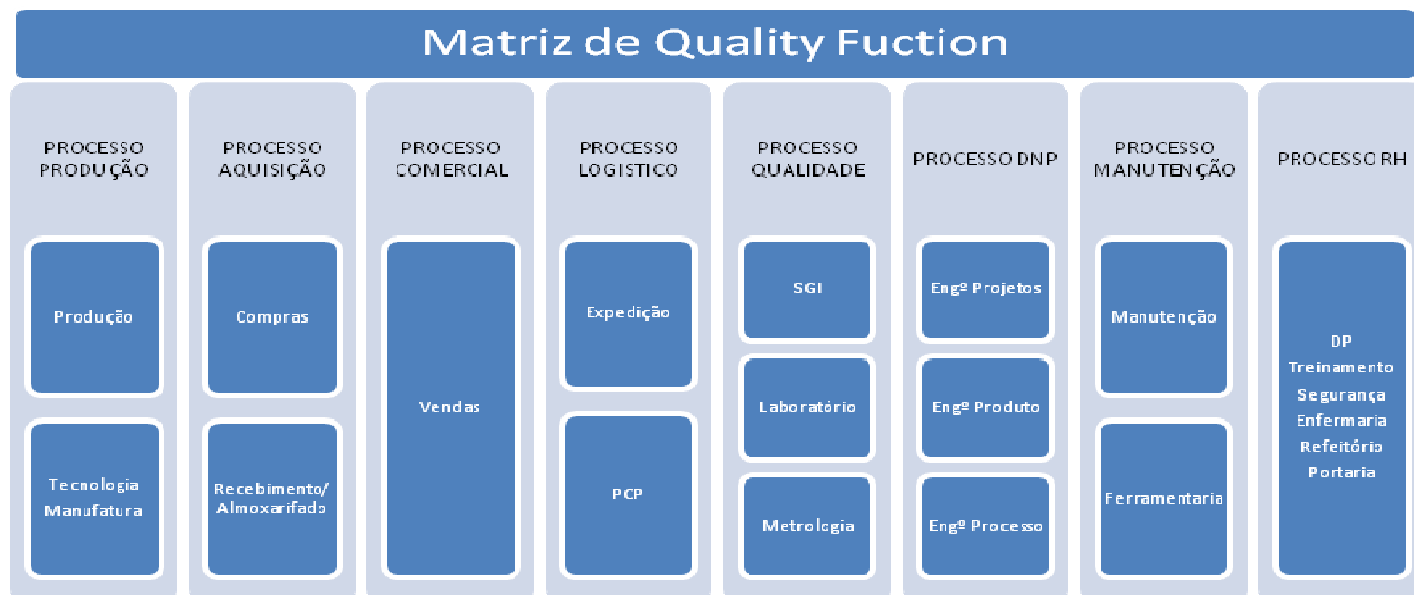 Matriz de Quality Fuction
PROCESSO
PRODUÇÃO
Produção
Tecnologia
Manufatura
PROCESSO
AQUISIÇÃO
Compras
Recebimento/
Almoxarifado
PROCESSO
COMERCIAL
Vendas
PROCESSO
LOGISTICO
Expedição
PCP
PROCESSO
QUALIDADE
SGI
Laboratório
Metrologia
PROCESSO DNP
Engº Projetos
Engº Produto
Engº Processo
PROCESSO
MANUTENÇÃO
Manutenção
Ferramentaria
PROCESSO RH
DP
Treinamento
Segurança
Enfermaria
Refeitório
Portaria